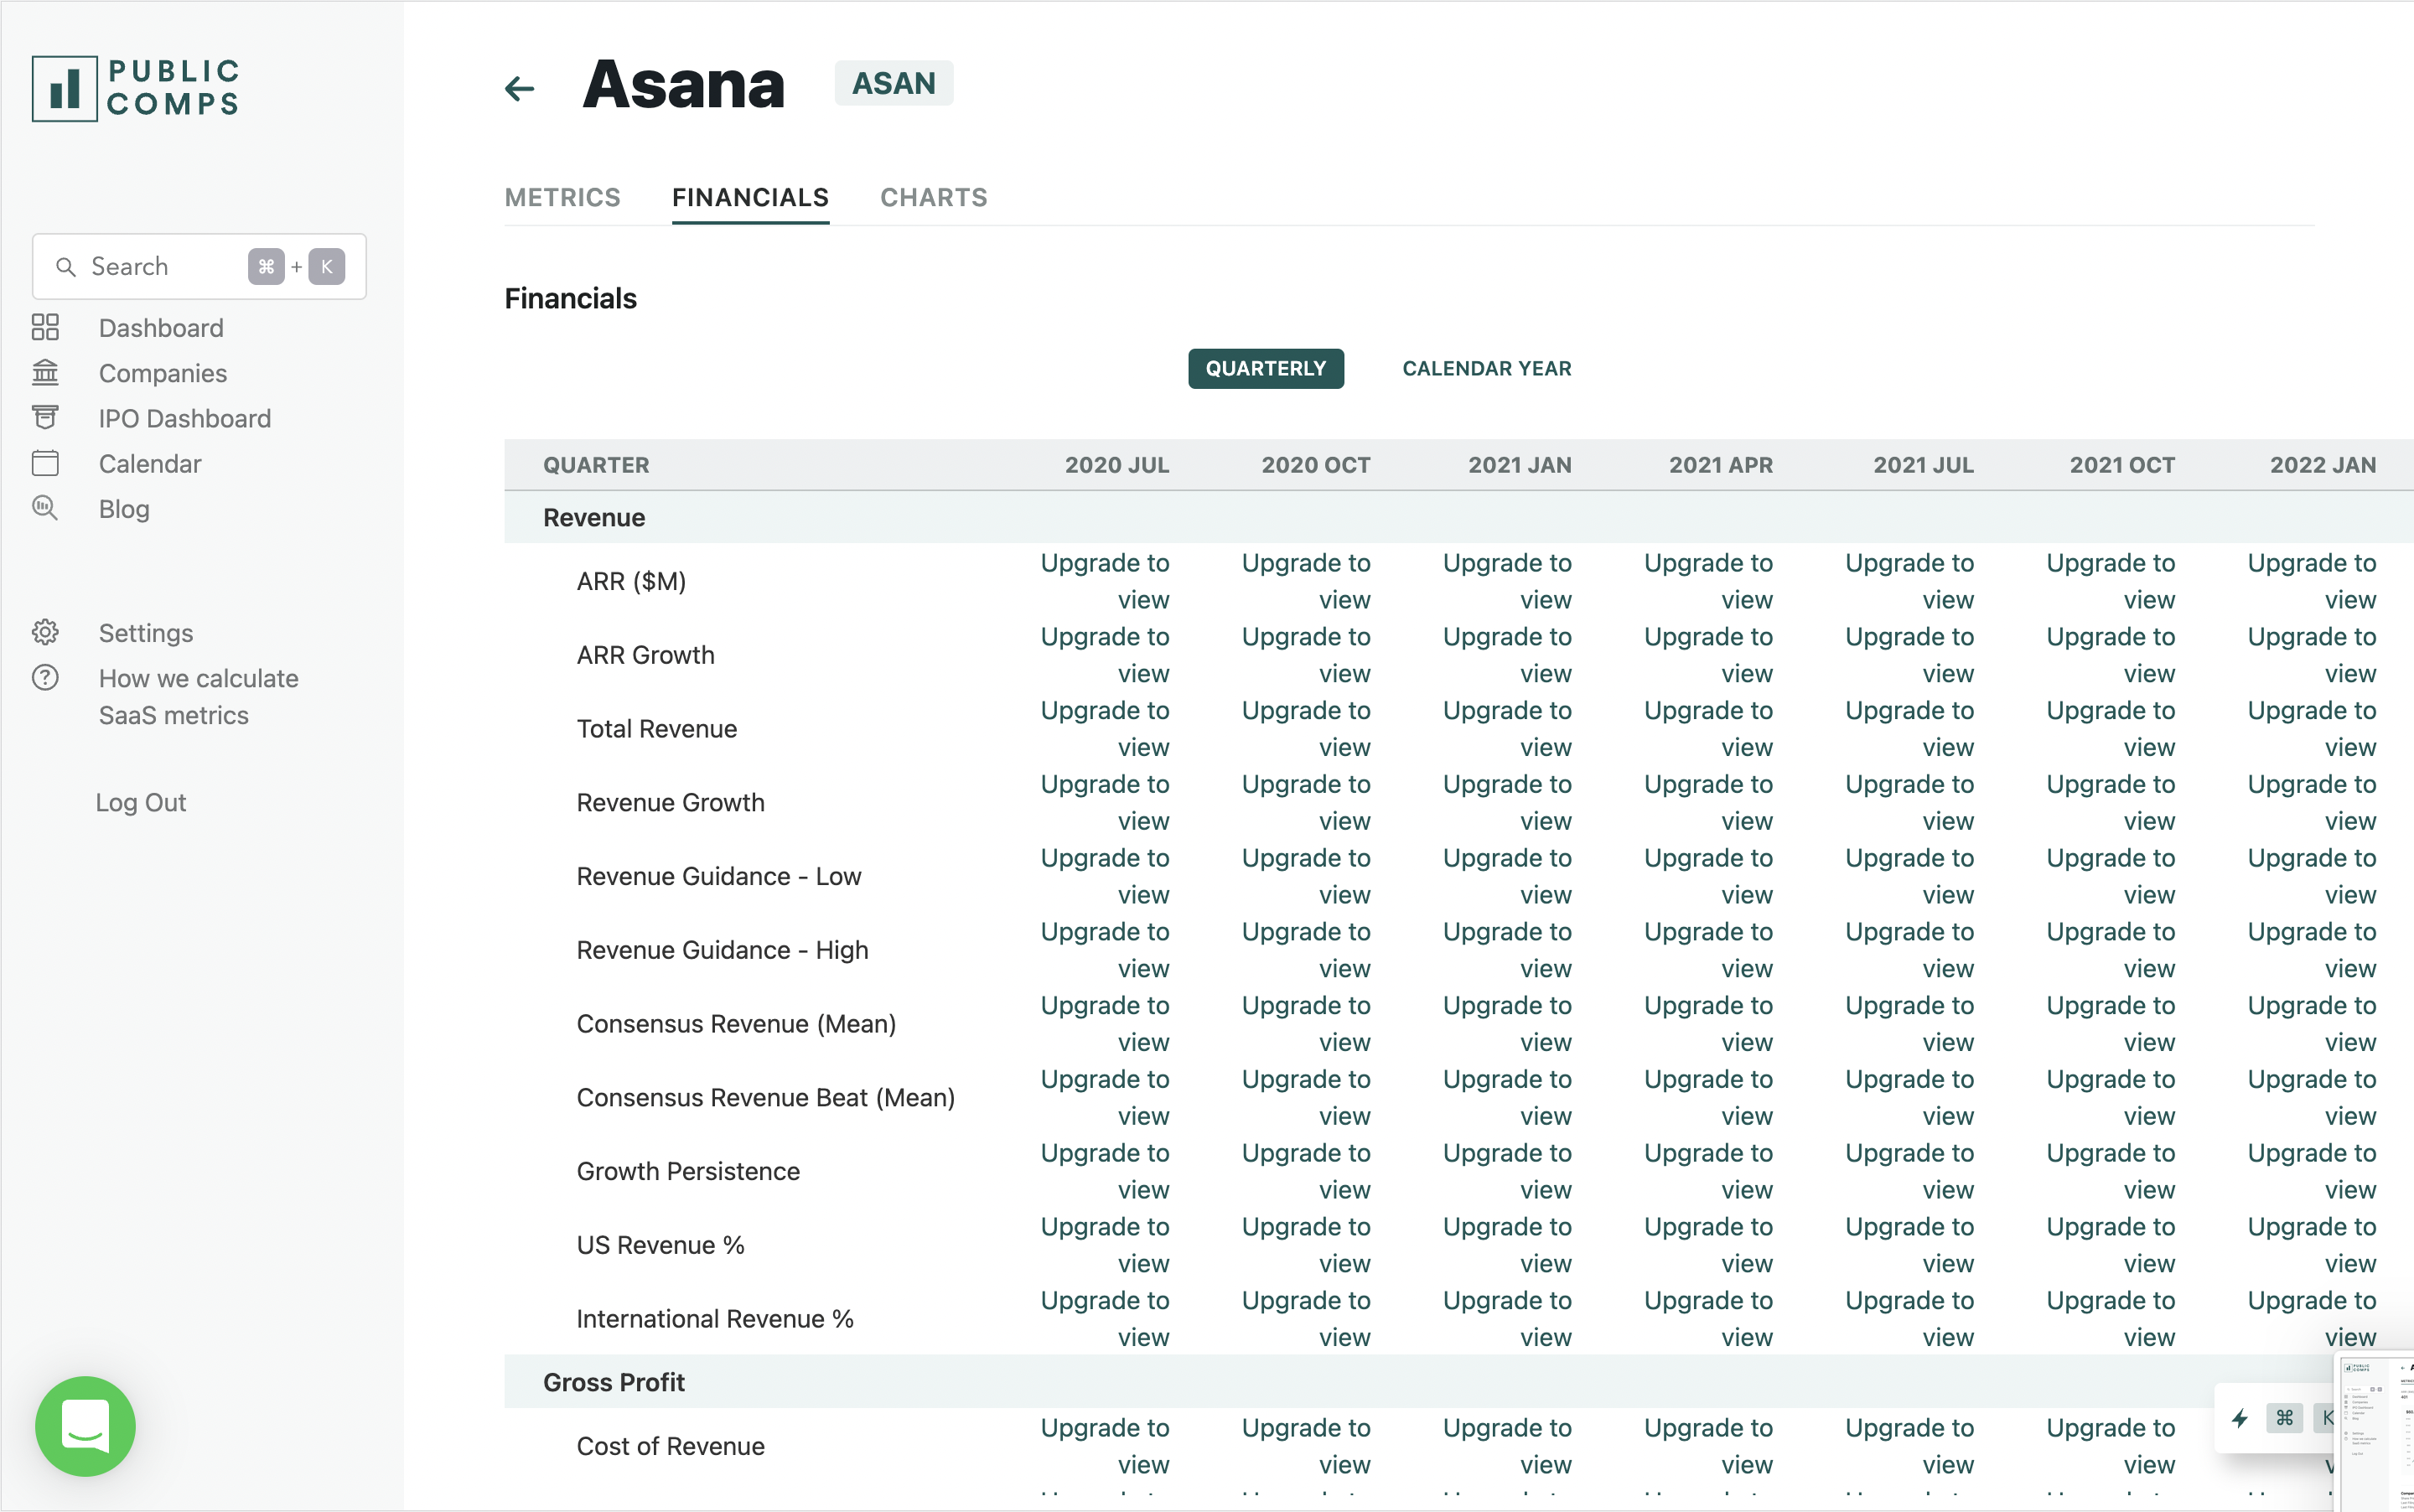 PUBLIC
COMPS
Search ⌘ + K
Dashboard
Companies
IPO Dashboard
Calendar
Blog
Settings
How we calculate
SaaS metrics
Log Out
Asana ASAN
METRICS FINANCIALS CHARTS
Financials
QUARTERLY CALENDAR YEAR
QUARTER 2020 JUL 2020 OCT 2021 JAN 2021 APR 2021 JUL 2021 OCT 2022 JAN
Revenue
ARR ($M) Upgrade to view Upgrade to view Upgrade to view Upgrade to view Upgrade to view Upgrade to view Upgrade to view
ARR Growth Upgrade to view Upgrade to view Upgrade to view Upgrade to view Upgrade to view Upgrade to view Upgrade to view
Total Revenue Upgrade to view Upgrade to view Upgrade to view Upgrade to view Upgrade to view Upgrade to view Upgrade to view
Revenue Growth Upgrade to view Upgrade to view Upgrade to view Upgrade to view Upgrade to view Upgrade to view Upgrade to view
Revenue Guidance - Low Upgrade to view Upgrade to view Upgrade to view Upgrade to view Upgrade to view Upgrade to view Upgrade to view
Revenue Guidance - High Upgrade to view Upgrade to view Upgrade to view Upgrade to view Upgrade to view Upgrade to view Upgrade to view
Consensus Revenue (Mean) Upgrade to view Upgrade to view Upgrade to view Upgrade to view Upgrade to view Upgrade to view Upgrade to view
Consensus Revenue Beat (Mean) Upgrade to view Upgrade to view Upgrade to view Upgrade to view Upgrade to view Upgrade to view Upgrade to view
Growth Persistence Upgrade to view Upgrade to view Upgrade to view Upgrade to view Upgrade to view Upgrade to view Upgrade to view
US Revenue % Upgrade to view Upgrade to view Upgrade to view Upgrade to view Upgrade to view Upgrade to view Upgrade to view
International Revenue % Upgrade to view Upgrade to view Upgrade to view Upgrade to view Upgrade to view Upgrade to view Upgrade to view
Gross Profit
Cost of Revenue Upgrade to view Upgrade to view Upgrade to view Upgrade to view Upgrade to view Upgrade to view
⌘ K